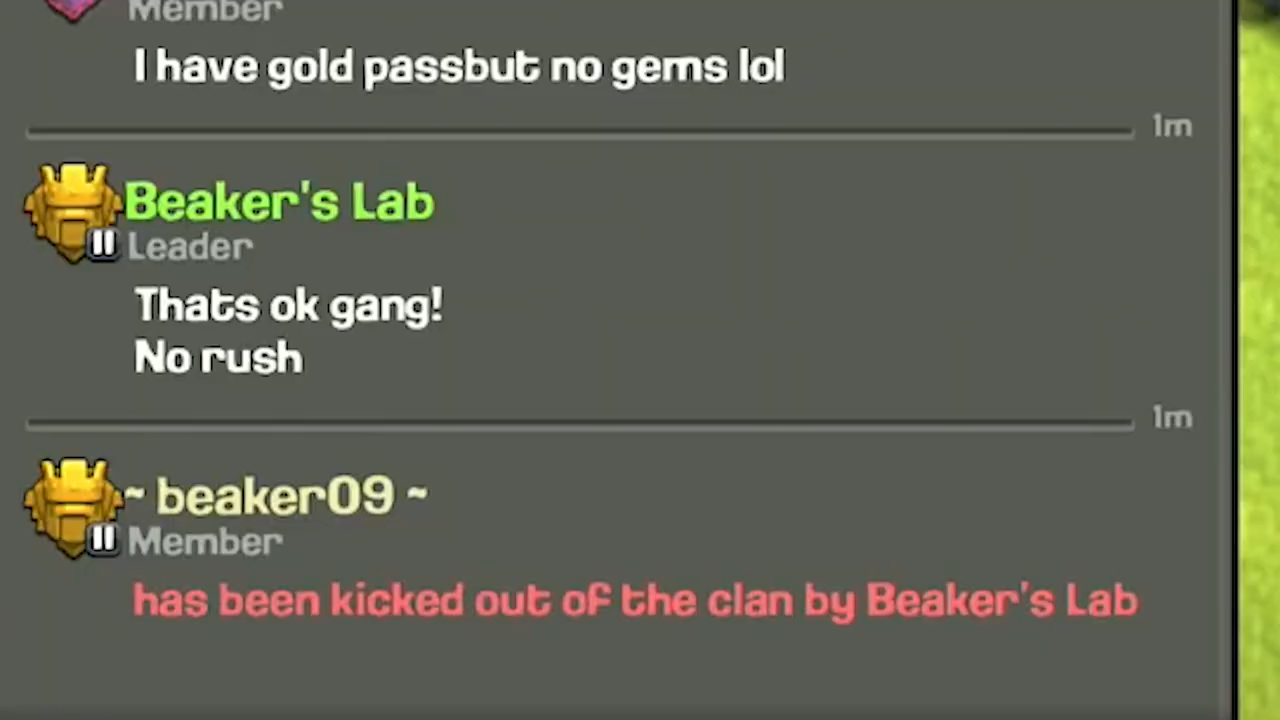 Member
I have gold passbut no gems lol
1m
Beaker's Lab
Leader
Thats ok gang!
No rush
1m
~ beaker09 ~
Member
has been kicked out of the clan by Beaker's Lab